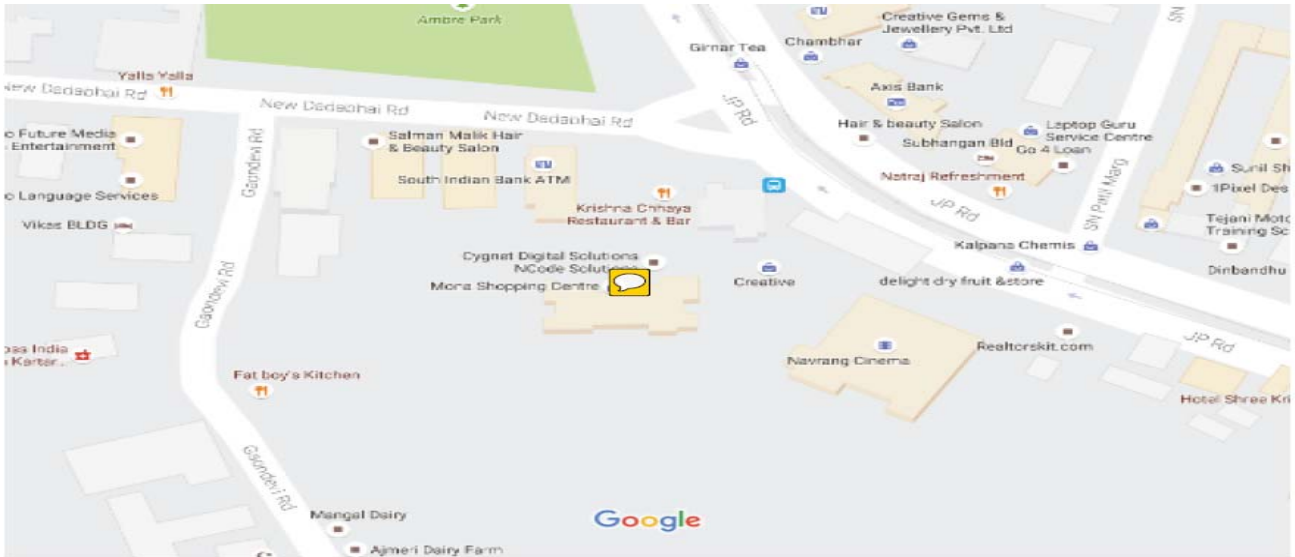 Ambre Park
Creative Gems &
Jewellery Pvt. Ltd
Girnar Tea
Chambhar
SN
Yalla Yalla
New Dadabhai Rd
New Dadabhai Rd
New Dadabhai Rd
JP Rd
Axis Bank
o Future Media
Entertainment
Gaondevi Rd
Salman Malik Hair
& Beauty Salon
Hair & beauty Salon
Laptop Guru
Service Centre
Subhangan Bld
Go 4 Loan
South Indian Bank ATM
Natraj Refreshment
Sunil Sh
1Pixel Des
o Language Services
Krishna Chhaya
Restaurant & Bar
JP Rd
SN Patil Marg
Vikas BLDG
Tejani Moto
Training Sc
Kalpana Chemis
Cygnet Digital Solutions
NCode Solutions
Mona Shopping Centre
Creative
delight dry fruit &store
Dinbandhu
Gaondevi Rd
Realtorskit.com
JP Rd
oss India
Kartar..
Navrang Cinema
Fat boy's Kitchen
Hotel Shree Kri
Gaondevi Rd
Mangal Dairy
Google
Ajmeri Dairy Farm